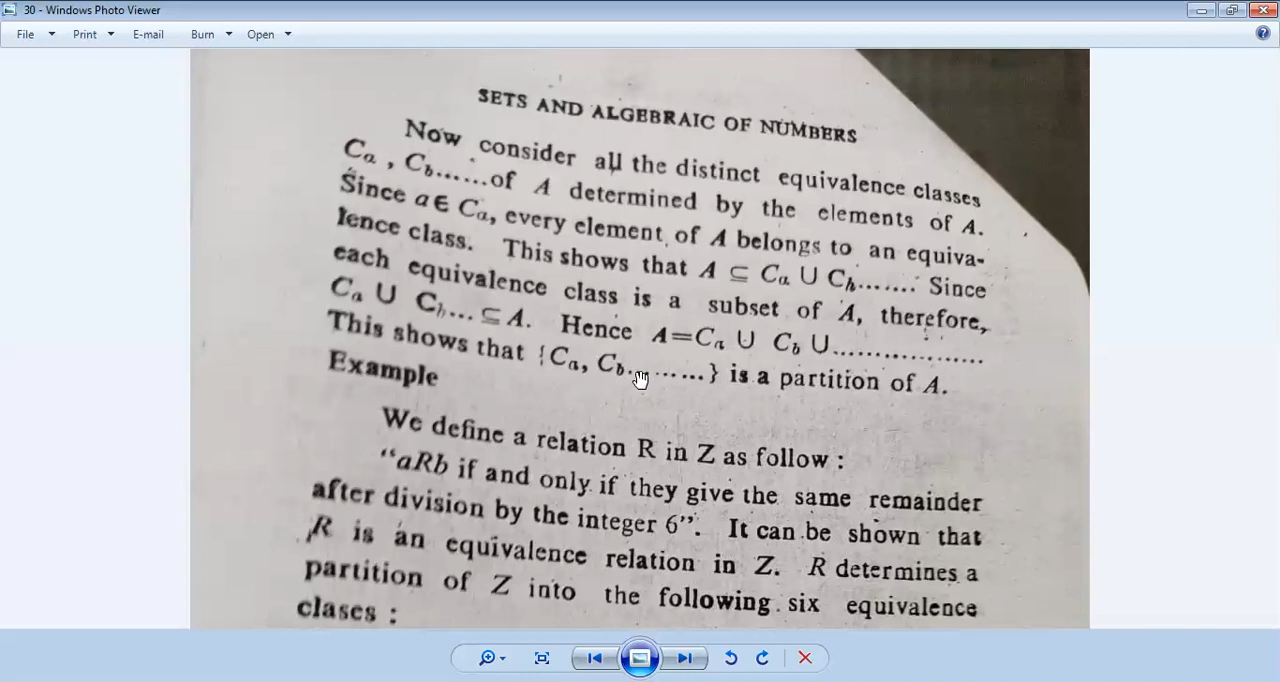 30 - Windows Photo Viewer
File Print E-mail Burn Open
SETS AND ALGEBRAIC OF NUMBERS
Now consider all the distinct equivalence classes
Ca , Cb......of A determined by the elements of A.
Since a∈ Ca, every element of A belongs to an equiva-
lence class. This shows that A ⊆ Ca ∪ Cb....... Since
each equivalence class is a subset of A, therefore,
Ca ∪ Cb... ⊆ A. Hence A=Ca ∪ Cb ∪..................
This shows that {Ca, Cb.........} is a partition of A.
Example
We define a relation R in Z as follow :
“aRb if and only if they give the same remainder
after division by the integer 6”. It can be shown that
R is an equivalence relation in Z. R determines a
partition of Z into the following six equivalence
clases :